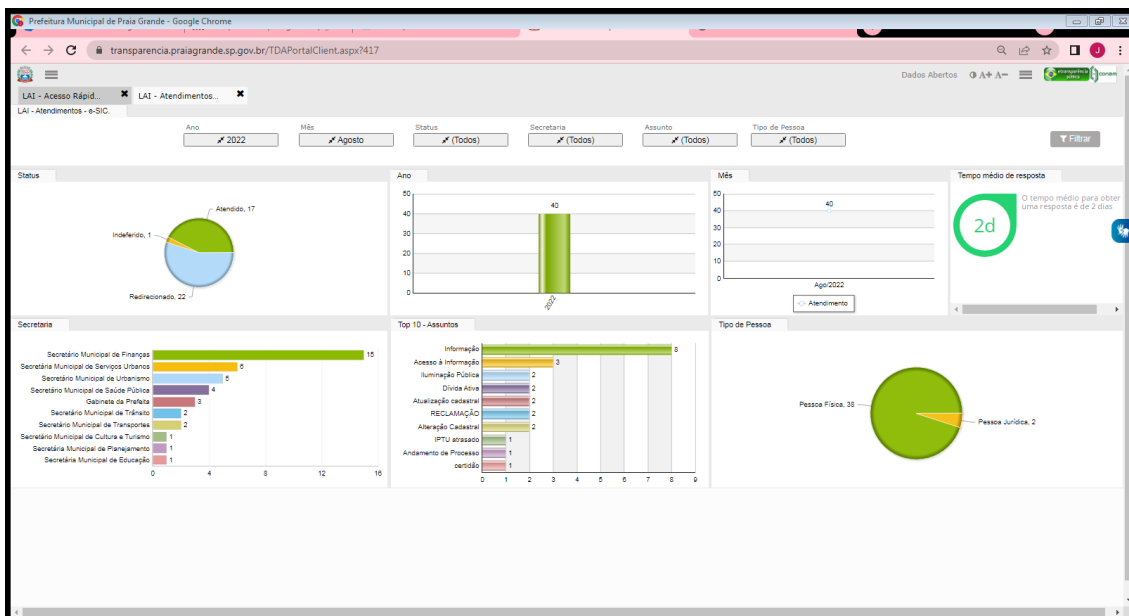 Prefeitura Municipal de Praia Grande - Google Chrome
transparencia.praiagrande.sp.gov.br/TDAPortalClient.aspx?417
J
Dados Abertos A+ A-
etransparência pública conam
LAI - Acesso Rápid... ✖ LAI - Atendimentos... ✖
LAI - Atendimentos - e-SIC.
Ano Mês Status Secretaria Assunto Tipo de Pessoa
2022 Agosto (Todos) (Todos) (Todos) (Todos) Filtrar
Status
Atendido, 17
Indeferido, 1
Redirecionado, 22
Ano
50
40
30
20
10
0
40
2022
Mês
50
40
30
20
10
0
40
Ago/2022
Atendimento
Tempo médio de resposta
2d
O tempo médio para obter
uma resposta é de 2 dias
Secretaria
Secretário Municipal de Finanças 15
Secretária Municipal de Serviços Urbanos 6
Secretário Municipal de Urbanismo 5
Secretário Municipal de Saúde Pública 4
Gabinete da Prefeita 3
Secretário Municipal de Trânsito 2
Secretário Municipal de Transportes 2
Secretário Municipal de Cultura e Turismo 1
Secretária Municipal de Planejamento 1
Secretária Municipal de Educação 1
0 4 8 12 16
Top 10 - Assuntos
Informação 8
Acesso à Informação 3
Iluminação Pública 2
Dívida Ativa 2
Atualização cadastral 2
RECLAMAÇÃO 2
Alteração Cadastral 2
IPTU atrasado 1
Andamento de Processo 1
certidão 1
0 1 2 3 4 5 6 7 8 9
Tipo de Pessoa
Pessoa Física, 38
Pessoa Jurídica, 2